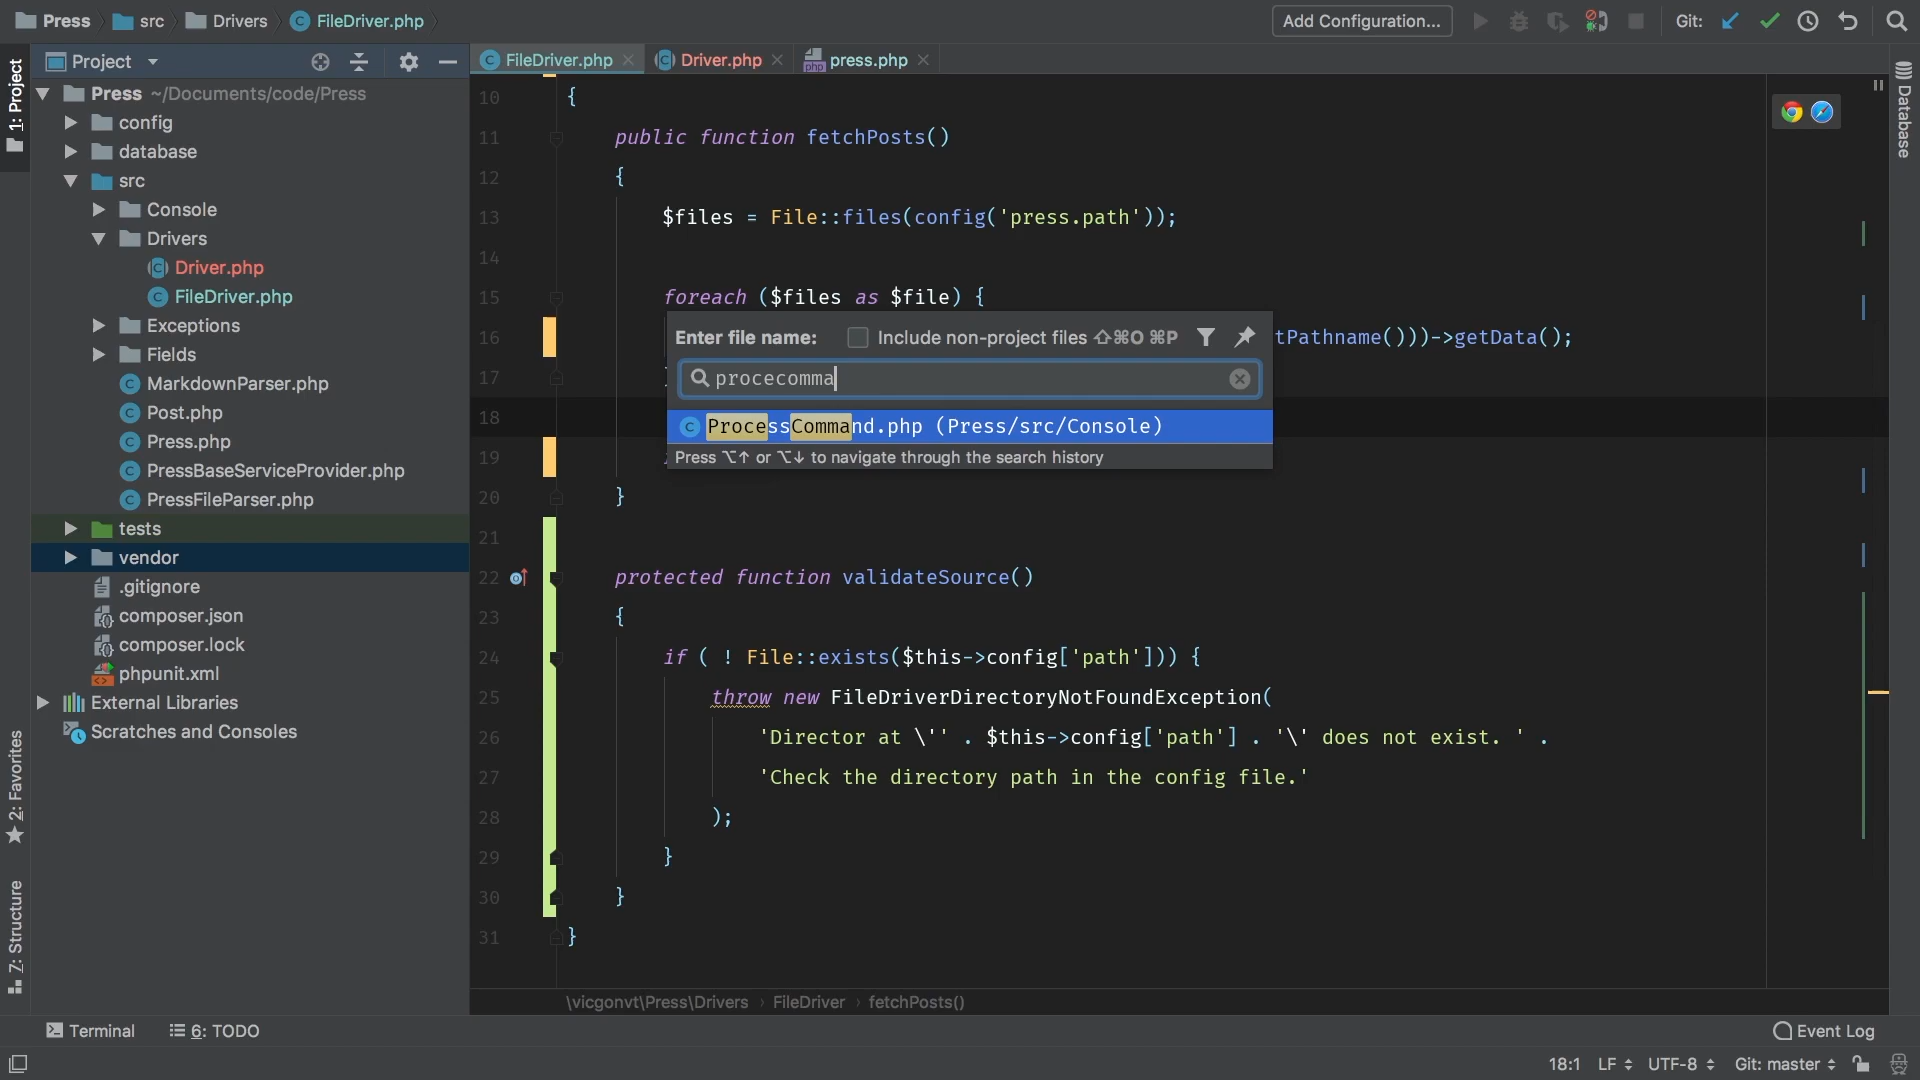 Press
src
Drivers
FileDriver.php
Add Configuration...
Git:
1: Project
Project
FileDriver.php
Driver.php
php
press.php
Database
Press ~/Documents/code/Press
config
database
src
Console
Drivers
Driver.php
FileDriver.php
Exceptions
Fields
MarkdownParser.php
Post.php
Press.php
PressBaseServiceProvider.php
PressFileParser.php
tests
vendor
.gitignore
composer.json
composer.lock
phpunit.xml
External Libraries
Scratches and Consoles
2: Favorites
7: Structure
10 {
11 public function fetchPosts()
12 {
13 $files = File::files(config('press.path'));
14
15 foreach ($files as $file) {
16 tPathname()))->getData();
17
18
19
20 }
21
22 protected function validateSource()
23 {
24 if ( ! File::exists($this->config['path'])) {
25 throw new FileDriverDirectoryNotFoundException(
26 'Director at \'' . $this->config['path'] . '\' does not exist. ' .
27 'Check the directory path in the config file.'
28 );
29 }
30 }
31 }
Enter file name: Include non-project files ⇧⌘O ⌘P
procecomma
ProcessCommand.php (Press/src/Console)
Press ⌥↑ or ⌥↓ to navigate through the search history
\vicgonvt\Press\Drivers › FileDriver › fetchPosts()
Terminal
6: TODO
Event Log
18:1 LF UTF-8 Git: master